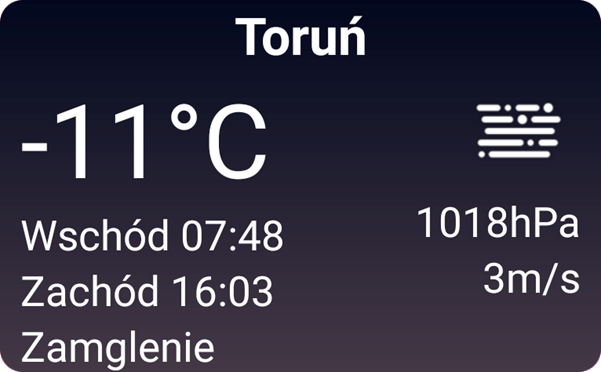 Toruń
-11°C
Wschód 07:48
Zachód 16:03
Zamglenie
1018hPa
3m/s